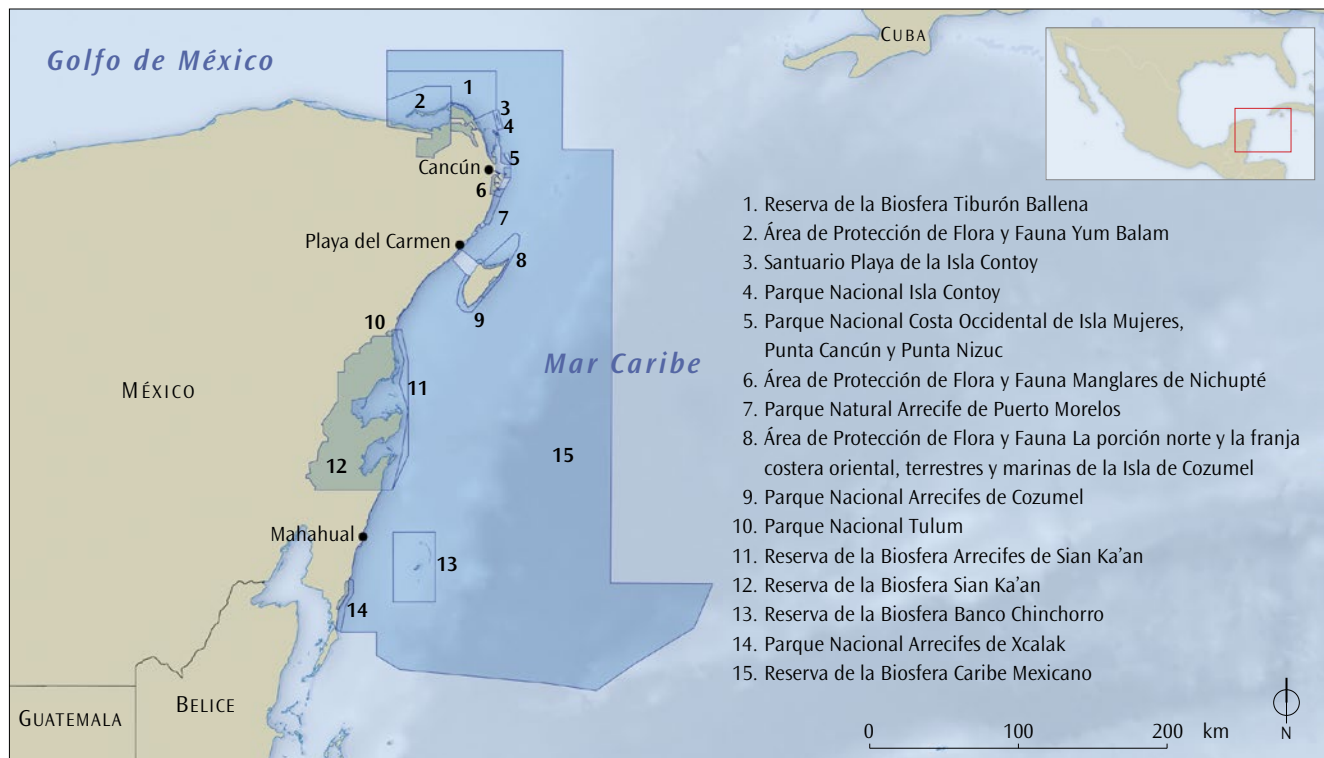 Golfo de México
CUBA
1
2
3
4
5
Cancún
6
7
Playa del Carmen
8
9
10
Mar Caribe
MÉXICO
11
12
15
Mahahual
13
14
BELICE
GUATEMALA
1. Reserva de la Biosfera Tiburón Ballena
2. Área de Protección de Flora y Fauna Yum Balam
3. Santuario Playa de la Isla Contoy
4. Parque Nacional Isla Contoy
5. Parque Nacional Costa Occidental de Isla Mujeres,
Punta Cancún y Punta Nizuc
6. Área de Protección de Flora y Fauna Manglares de Nichupté
7. Parque Natural Arrecife de Puerto Morelos
8. Área de Protección de Flora y Fauna La porción norte y la franja
costera oriental, terrestres y marinas de la Isla de Cozumel
9. Parque Nacional Arrecifes de Cozumel
10. Parque Nacional Tulum
11. Reserva de la Biosfera Arrecifes de Sian Ka’an
12. Reserva de la Biosfera Sian Ka’an
13. Reserva de la Biosfera Banco Chinchorro
14. Parque Nacional Arrecifes de Xcalak
15. Reserva de la Biosfera Caribe Mexicano
0 100 200 km
N